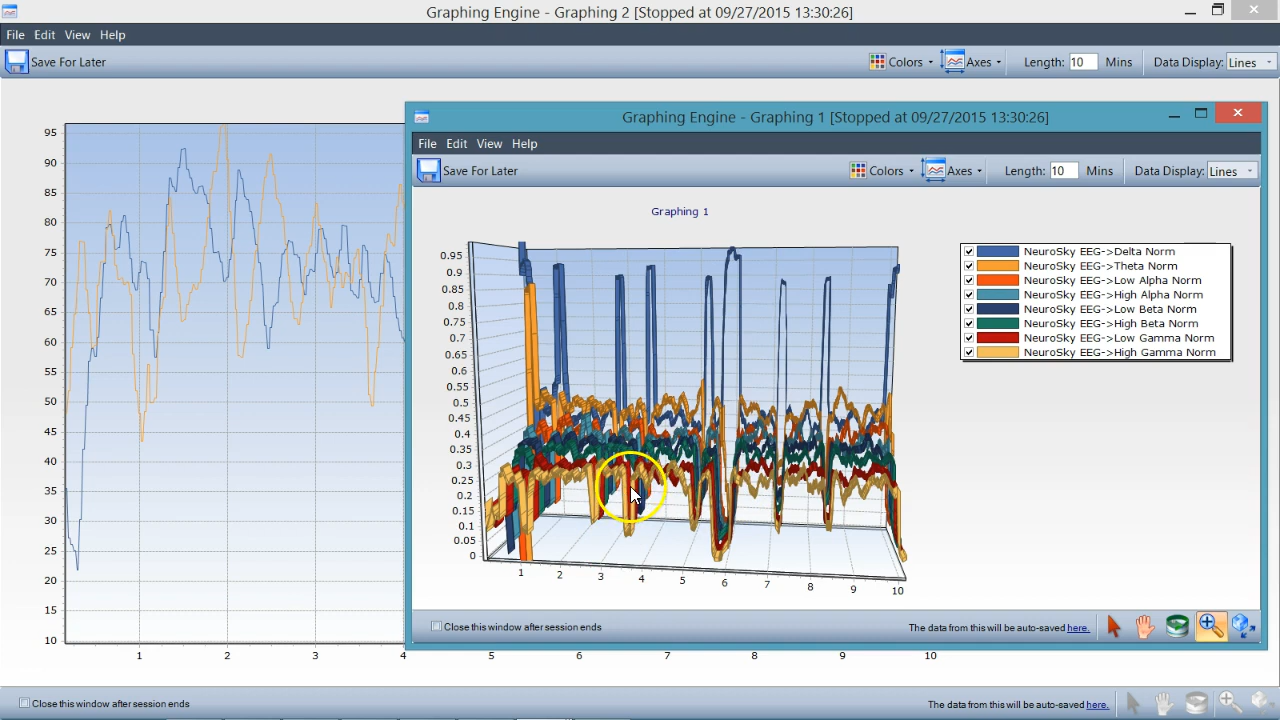 Graphing Engine - Graphing 2 [Stopped at 09/27/2015 13:30:26]
File Edit View Help
Save For Later Colors Axes Length: 10 Mins Data Display: Lines
95
90
85
80
75
70
65
60
55
50
45
40
35
30
25
20
15
10
1 2 3 4 5 6 7 8 9 10
Graphing Engine - Graphing 1 [Stopped at 09/27/2015 13:30:26]
File Edit View Help
Save For Later Colors Axes Length: 10 Mins Data Display: Lines
Graphing 1
0.95
0.9
0.85
0.8
0.75
0.7
0.65
0.6
0.55
0.5
0.45
0.4
0.35
0.3
0.25
0.2
0.15
0.1
0.05
0
1 2 3 4 5 6 7 8 9 10
NeuroSky EEG->Delta Norm
NeuroSky EEG->Theta Norm
NeuroSky EEG->Low Alpha Norm
NeuroSky EEG->High Alpha Norm
NeuroSky EEG->Low Beta Norm
NeuroSky EEG->High Beta Norm
NeuroSky EEG->Low Gamma Norm
NeuroSky EEG->High Gamma Norm
Close this window after session ends The data from this will be auto-saved here.
Close this window after session ends The data from this will be auto-saved here.